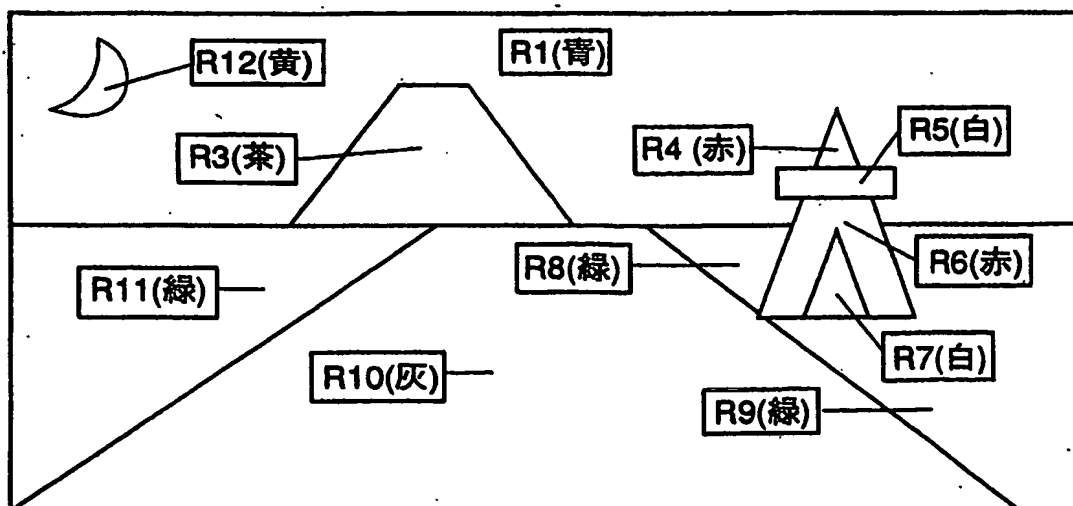 R12(黄)
R1(青)
R5(白)
R4 (赤)
R3(茶)
R6(赤)
R8(緑)
R11(緑)
R7(白)
R10(灰)
R9(緑)